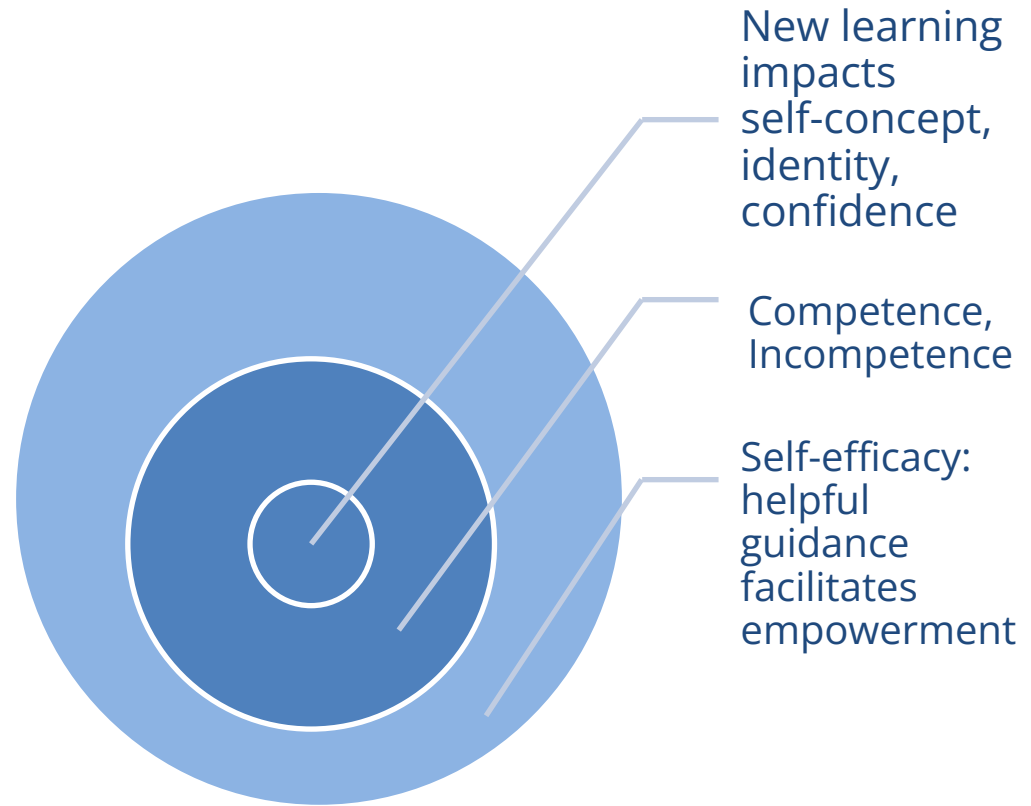 New learning
impacts
self-concept,
identity,
confidence
Competence,
Incompetence
Self-efficacy:
helpful
guidance
facilitates
empowerment